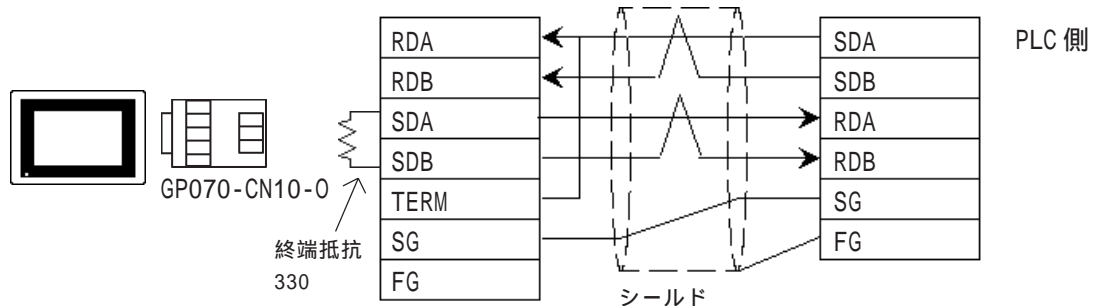 RDA
RDB
SDA
SDB
TERM
SG
FG
SDA
SDB
RDA
RDB
SG
FG
PLC 側
GP070-CN10-O
終端抵抗
330
シールド